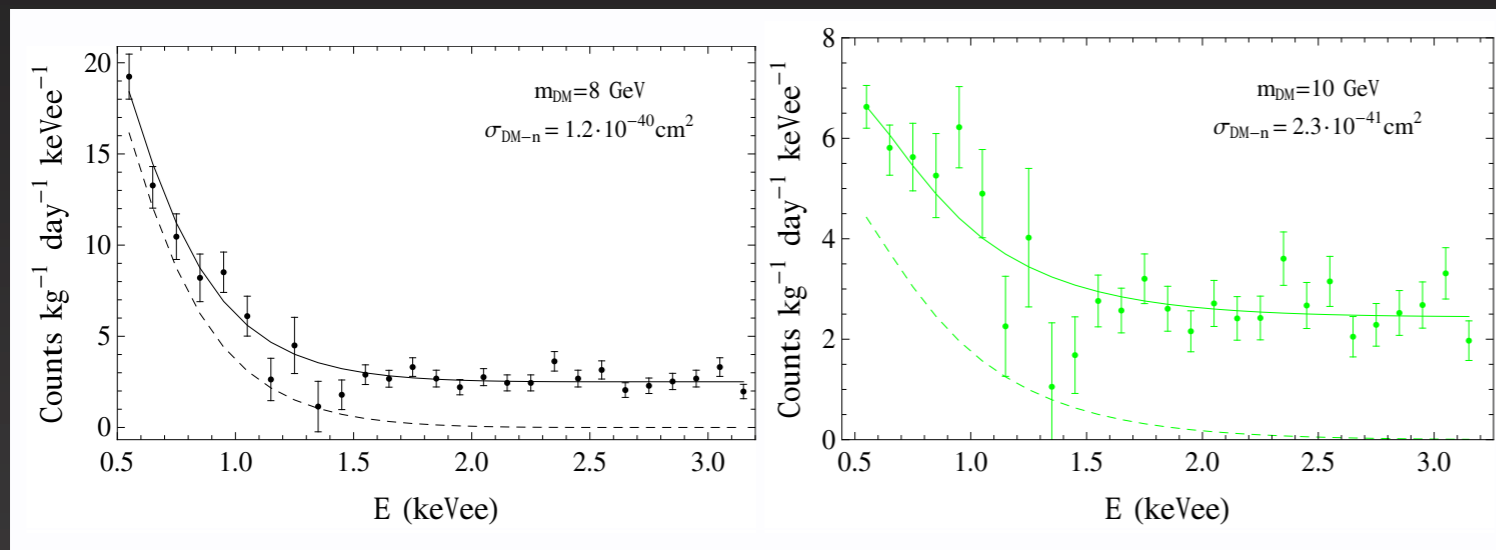 Counts kg⁻¹ day⁻¹ keVee⁻¹
20
15
10
5
0
m_DM=8 GeV
σ_DM−n=1.2·10⁻⁴⁰cm²
0.5 1.0 1.5 2.0 2.5 3.0
E (keVee)
Counts kg⁻¹ day⁻¹ keVee⁻¹
8
6
4
2
0
m_DM=10 GeV
σ_DM−n=2.3·10⁻⁴¹cm²
0.5 1.0 1.5 2.0 2.5 3.0
E (keVee)